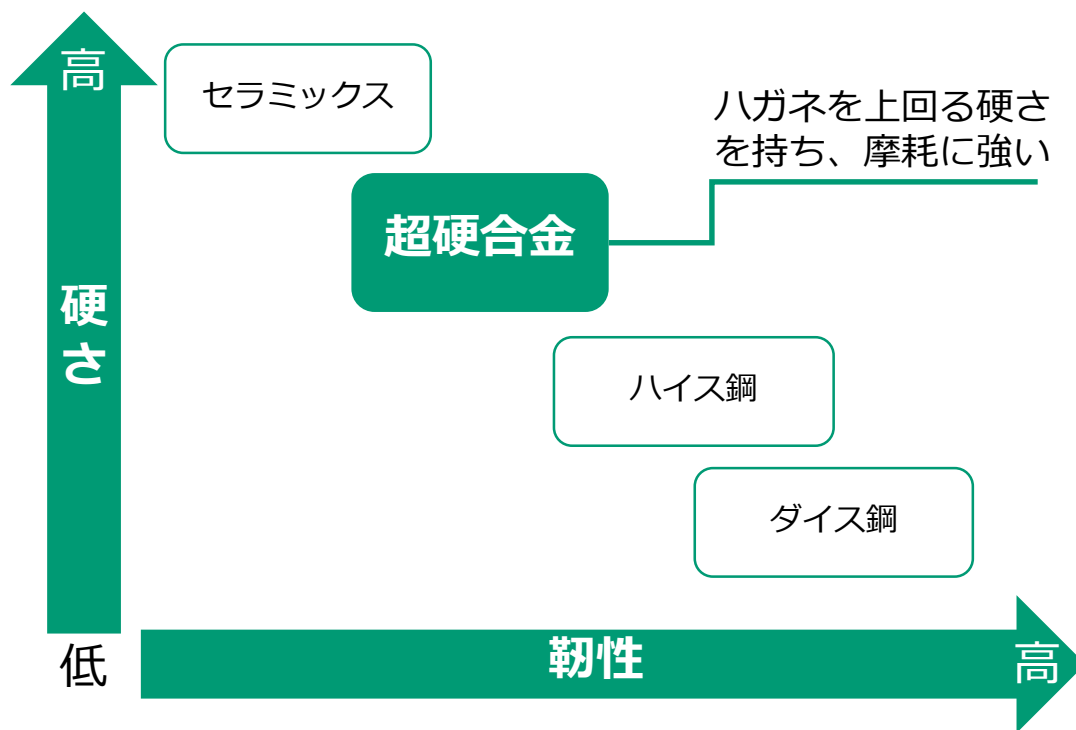 高
セラミックス
ハガネを上回る硬さ
を持ち、摩耗に強い
超硬合金
硬
さ
ハイス鋼
ダイス鋼
低
靭性
高